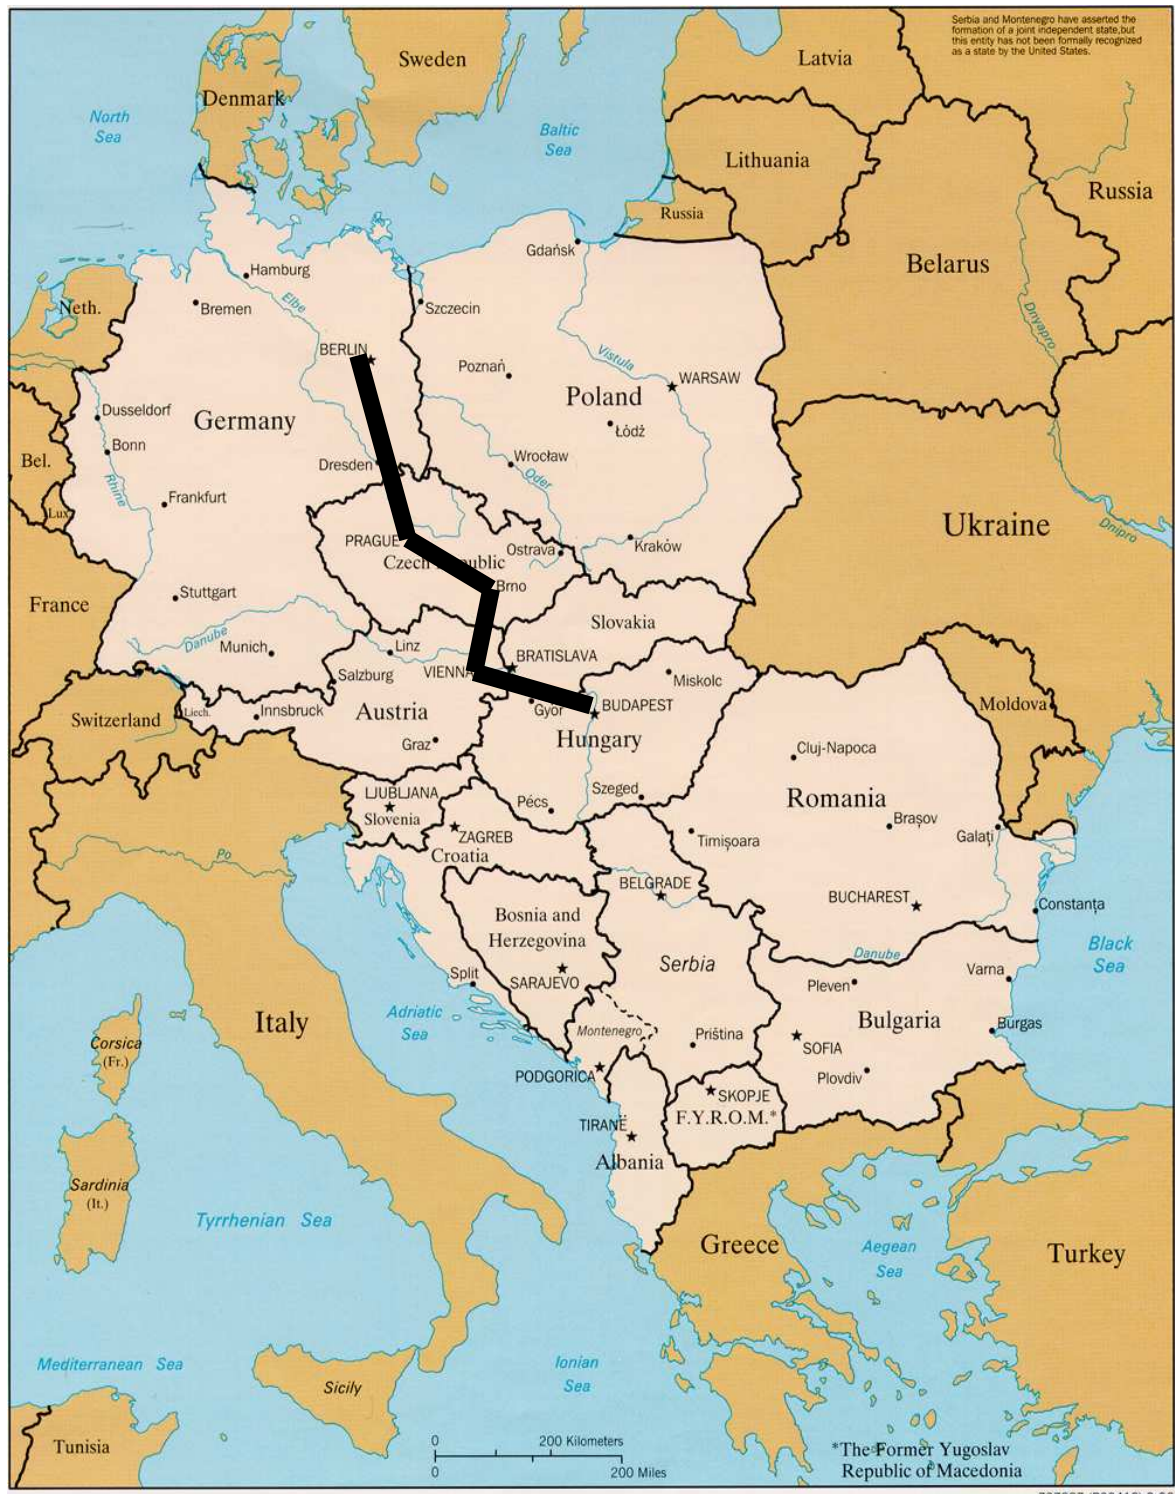 Serbia and Montenegro have asserted the
formation of a joint independent state,but
this entity has not been formally recognized
as a state by the United States.
Sweden
Latvia
Denmark
North
Sea
Baltic
Sea
Lithuania
Russia
Russia
Gdańsk
Belarus
Hamburg
Elbe
Neth.
Bremen
Szczecin
Dnyapro
BERLIN
Vistula
Poznań
WARSAW
Poland
Dusseldorf
Germany
Łódź
Bonn
Bel.
Dresden
Wrocław
Rhine
Oder
Frankfurt
Lux.
Ukraine
Dnipro
PRAGUE
Kraków
Ostrava
Czech Republic
Brno
Stuttgart
France
Slovakia
Danube
Munich
Linz
BRATISLAVA
VIENNA
Salzburg
Miskolc
Moldova
Switzerland
Liech.
Innsbruck
Austria
Győr
BUDAPEST
Graz
Hungary
Cluj-Napoca
LJUBLJANA
Slovenia
Szeged
Pécs
Romania
Brașov
ZAGREB
Croatia
Timișoara
Galați
Po
BELGRADE
BUCHAREST
Constanța
Bosnia and
Herzegovina
Danube
Black
Sea
Serbia
Split
SARAJEVO
Varna
Pleven
Italy
Adriatic
Sea
Montenegro
Priština
Bulgaria
Burgas
Corsica
(Fr.)
SOFIA
PODGORICA
Plovdiv
SKOPJE
F.Y.R.O.M.*
TIRANË
Albania
Sardinia
(It.)
Tyrrhenian Sea
Greece
Aegean
Sea
Turkey
Mediterranean Sea
Ionian
Sea
Sicily
Tunisia
0 200 Kilometers
0 200 Miles
*The Former Yugoslav
Republic of Macedonia